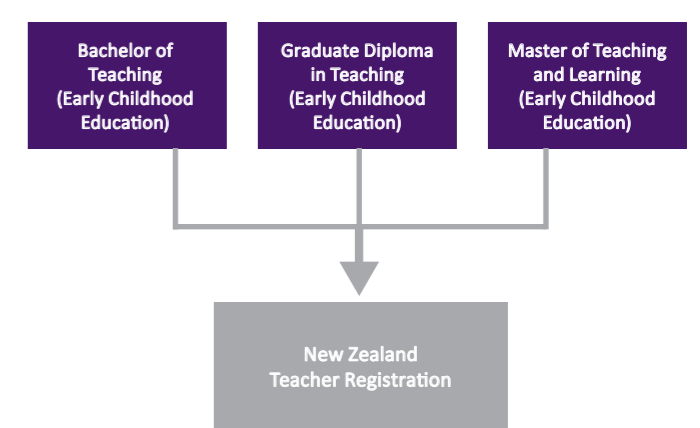 Bachelor of
Teaching
(Early Childhood
Education)
Graduate Diploma
in Teaching
(Early Childhood
Education)
Master of Teaching
and Learning
(Early Childhood
Education)
New Zealand
Teacher Registration